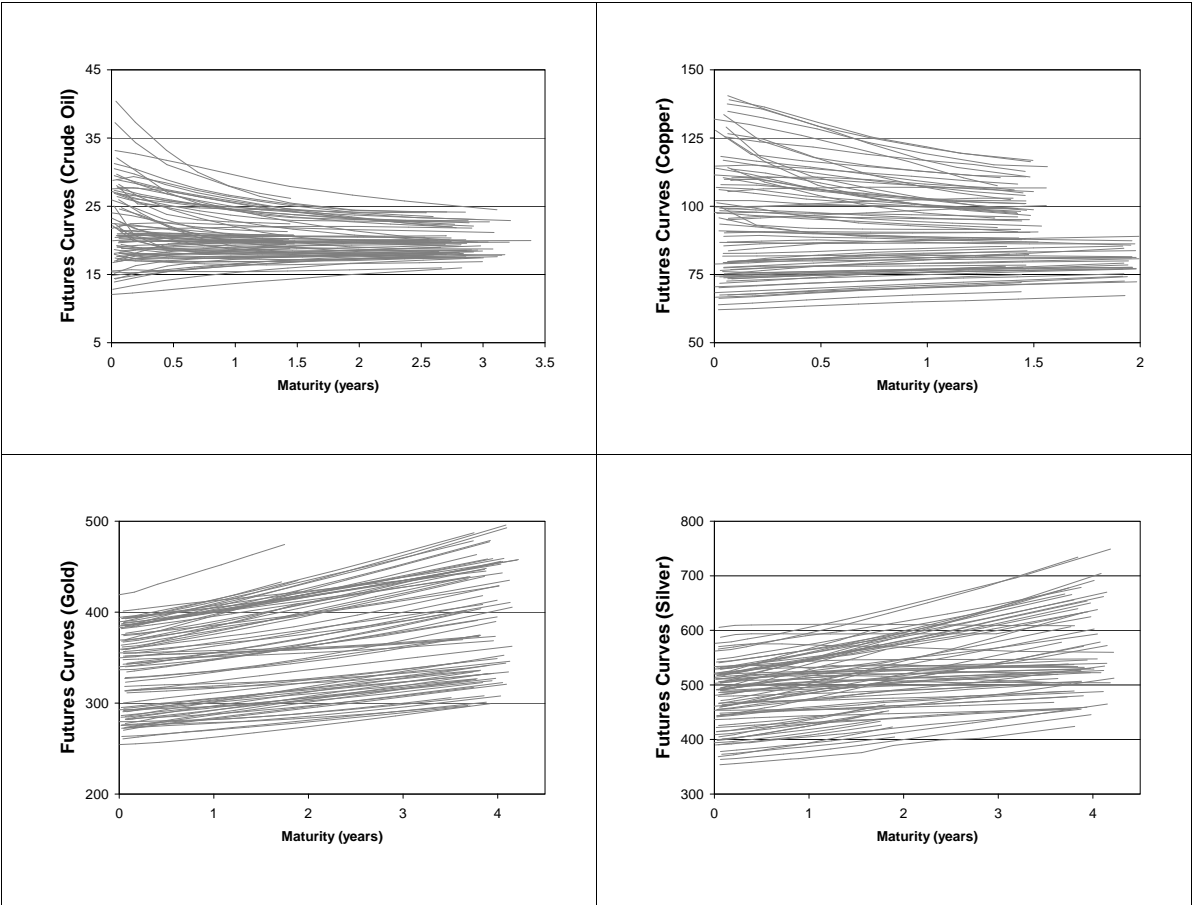 Futures Curves (Crude Oil)
45
35
25
15
5
0 0.5 1 1.5 2 2.5 3 3.5
Maturity (years)
Futures Curves (Copper)
150
125
100
75
50
0 0.5 1 1.5 2
Maturity (years)
Futures Curves (Gold)
500
400
300
200
0 1 2 3 4
Maturity (years)
Futures Curves (Silver)
800
700
600
500
400
300
0 1 2 3 4
Maturity (years)